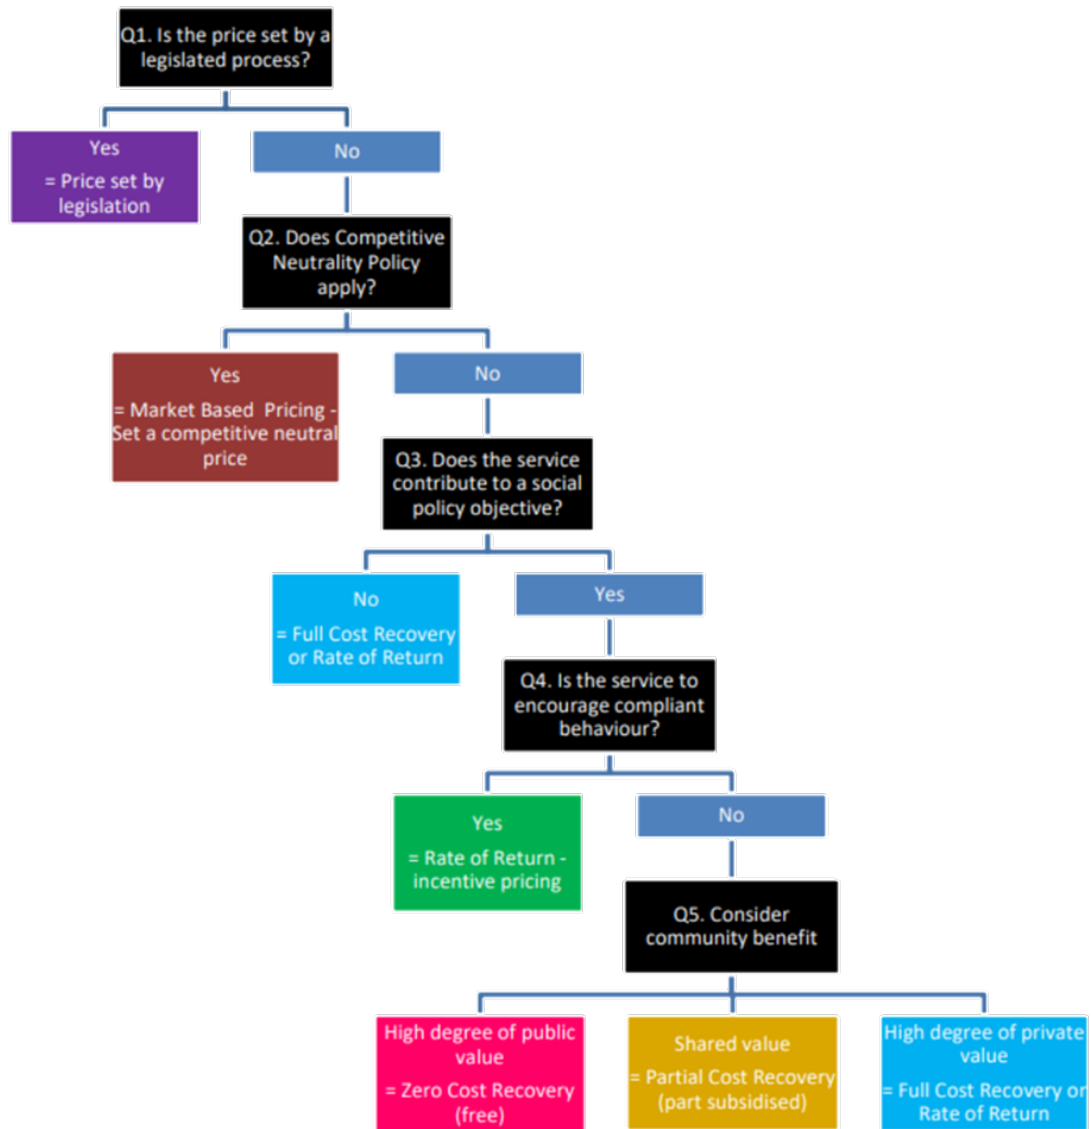 Q1. Is the price set by a
legislated process?
Yes
= Price set by
legislation
No
Q2. Does Competitive
Neutrality Policy
apply?
Yes
= Market Based  Pricing -
Set a competitive neutral
price
No
Q3. Does the service
contribute to a social
policy objective?
No
= Full Cost Recovery
or Rate of Return
Yes
Q4. Is the service to
encourage compliant
behaviour?
Yes
= Rate of Return -
incentive pricing
No
Q5. Consider
community benefit
High degree of public
value
= Zero Cost Recovery
(free)
Shared value
= Partial Cost Recovery
(part subsidised)
High degree of private
value
= Full Cost Recovery or
Rate of Return